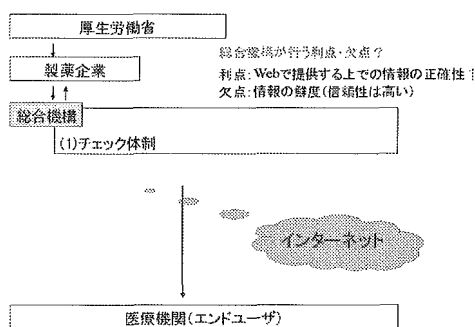 厚生労働省
総合機構が行う利点・欠点？
製薬企業
利点：Webで提供する上での情報の正確性↑
欠点：情報の鮮度（信頼性は高い）
総合機構
(1)チェック体制
インターネット
医療機関（エンドユーザ）